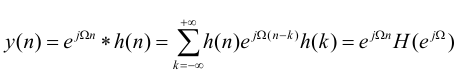 y(n) = e^{jΩn} * h(n) = \sum_{k=-∞}^{+∞} h(n) e^{jΩ(n-k)} h(k) = e^{jΩn} H(e^{jΩ})